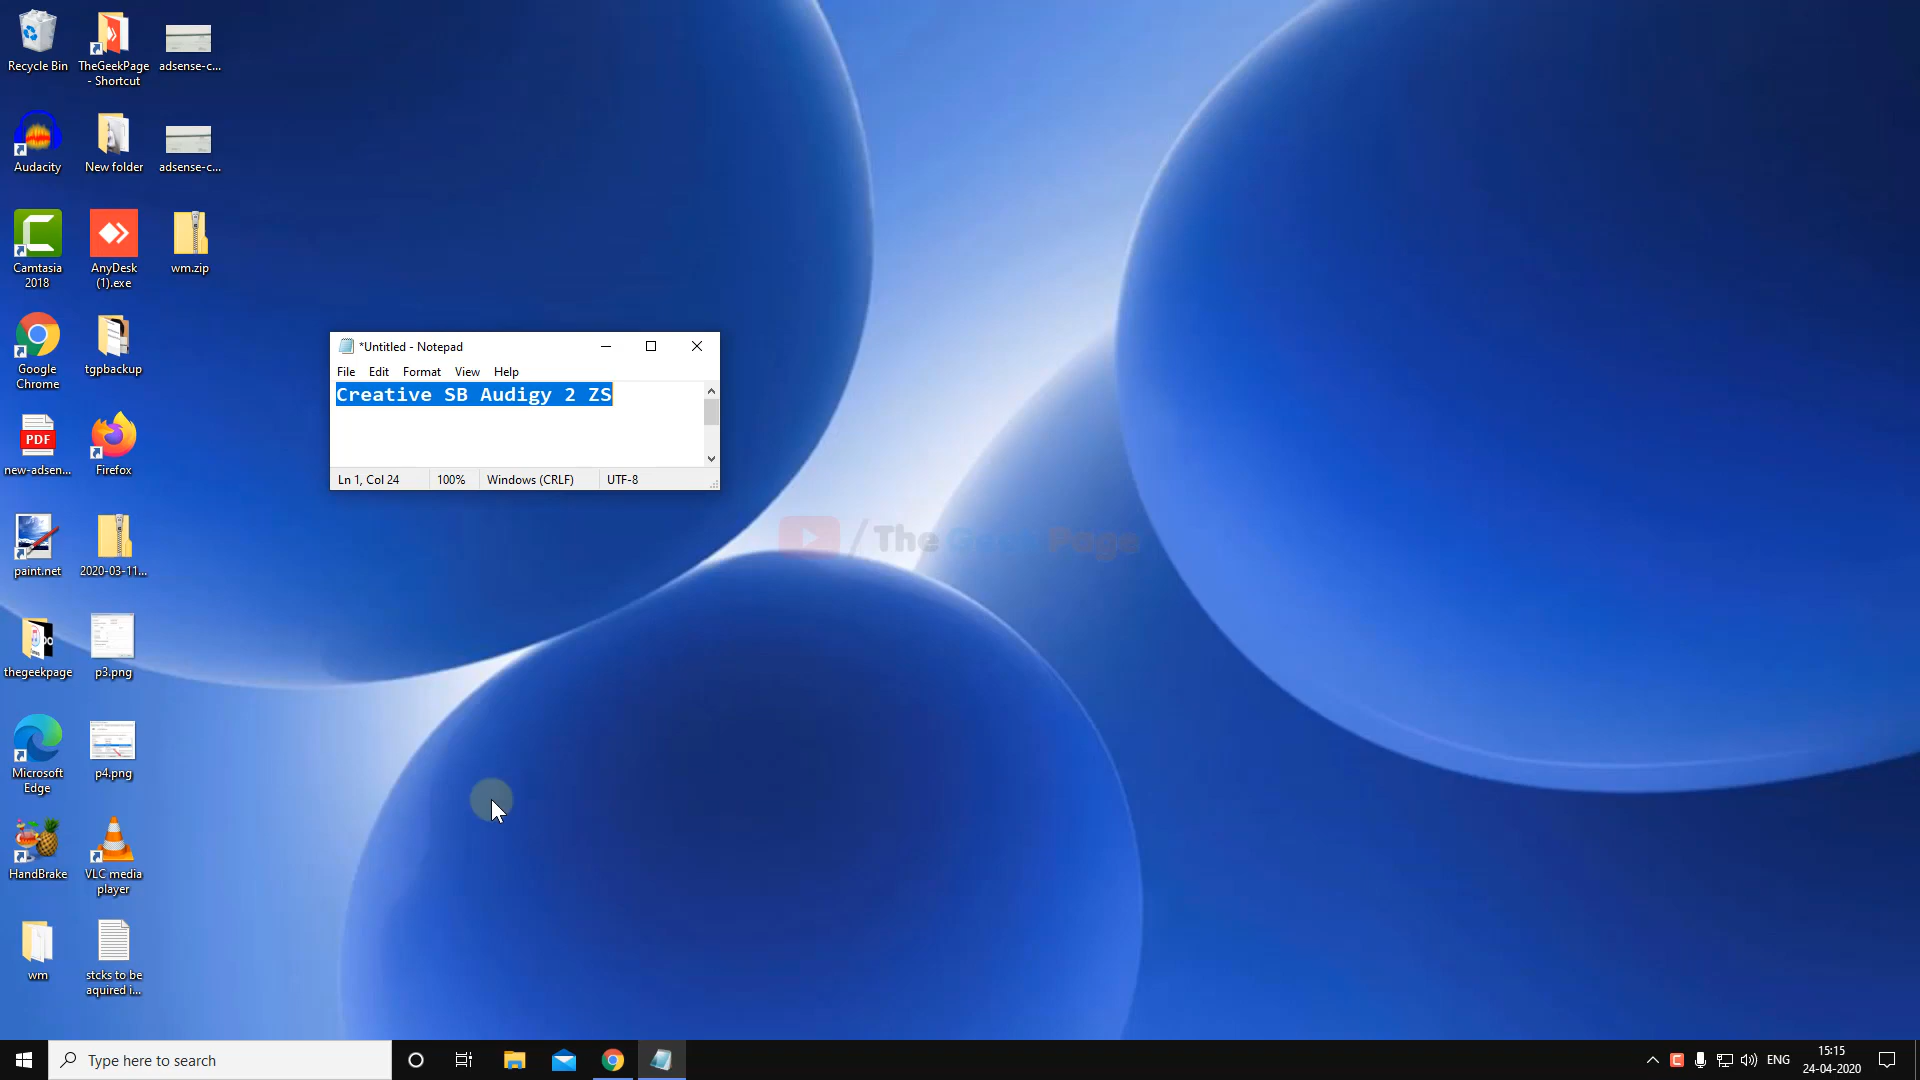 Recycle Bin
TheGeekPage
- Shortcut
adsense-c...
Audacity
New folder
adsense-c...
Camtasia
2018
AnyDesk
(1).exe
wm.zip
Google
Chrome
tgpbackup
PDF
new-adsen...
Firefox
paint.net
2020-03-11...
thegeekpage
p3.png
Microsoft
Edge
p4.png
HandBrake
VLC media
player
wm
stcks to be
aquired i...
*Untitled - Notepad
File Edit Format View Help
Creative SB Audigy 2 ZS
Ln 1, Col 24 100% Windows (CRLF) UTF-8
/TheGeekPage
Type here to search
ENG
15:15
24-04-2020